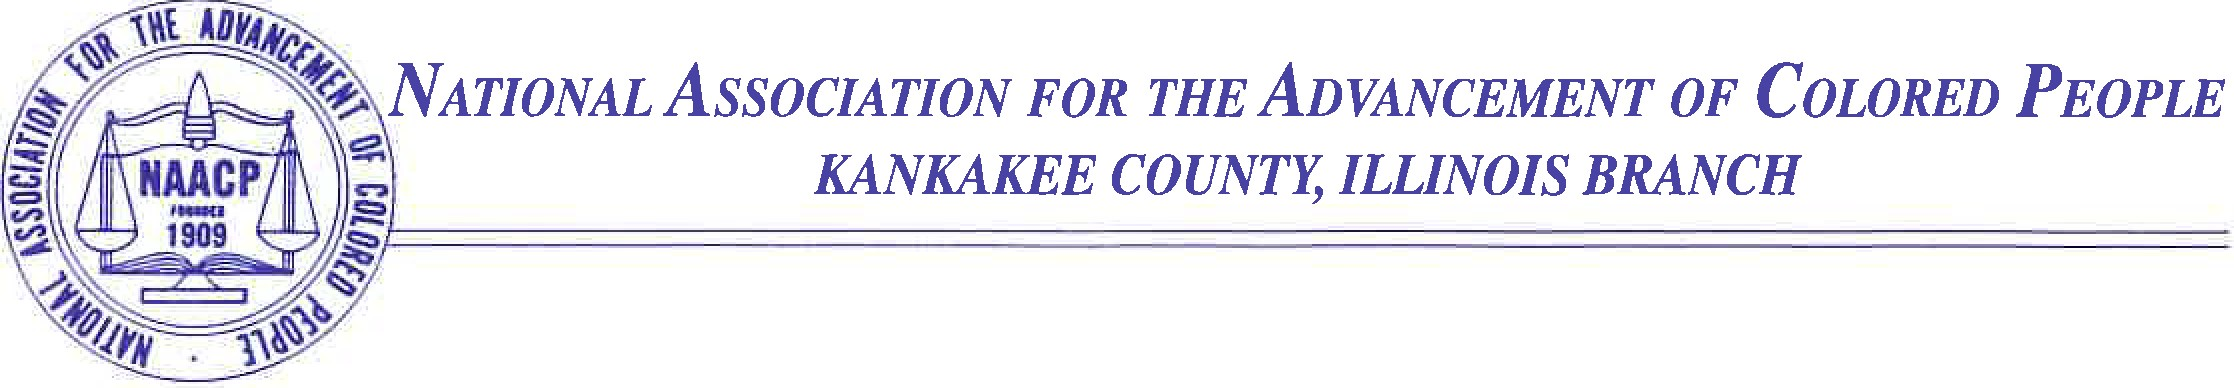 NATIONAL ASSOCIATION FOR THE ADVANCEMENT OF COLORED PEOPLE
NAACP
FOUNDED
1909
NATIONAL ASSOCIATION FOR THE ADVANCEMENT OF COLORED PEOPLE
KANKAKEE COUNTY, ILLINOIS BRANCH